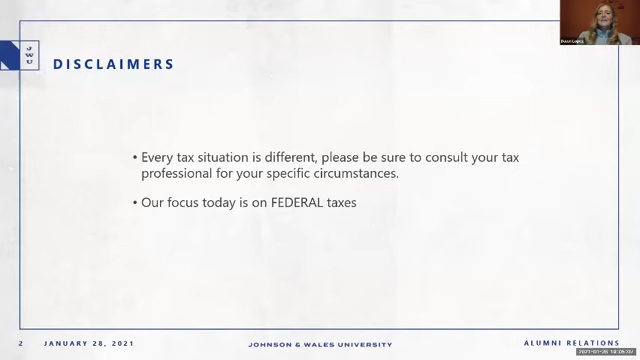 J
W
U
DISCLAIMERS
• Every tax situation is different, please be sure to consult your tax
professional for your specific circumstances.
• Our focus today is on FEDERAL taxes
2 JANUARY 28, 2021 JOHNSON & WALES UNIVERSITY ALUMNI RELATIONS